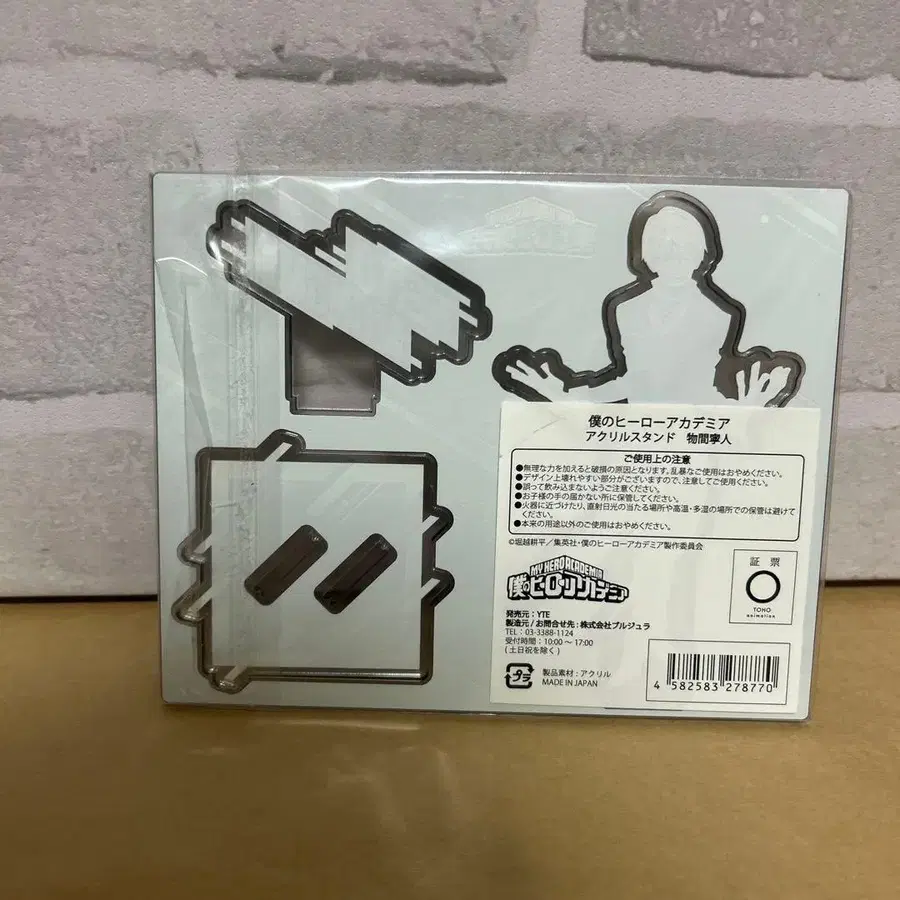 僕のヒーローアカデミア
アクリルスタンド 物間寧人
ご使用上の注意
●無理な力を加えると破損の原因となります。乱暴なご使用はおやめください。
●デザイン上壊れやすい部分がございますので、注意してご使用ください。
●誤って飲み込まないようご注意ください。
●お子様の手の届かない所に保管してください。
●火器に近づけたり、直射日光の当たる場所や高温・多湿の場所での保管は避けて
ください。
●本来の用途以外のご使用はおやめください。
©堀越耕平／集英社・僕のヒーローアカデミア製作委員会
MY HERO ACADEMIA
僕のヒーローアカデミア
証票
TOHO
animation
発売元：YTE
製造元 / お問合せ先：株式会社プルジュラ
TEL：03-3388-1124
受付時間：10:00～17:00
(土日祝を除く)
プラ
製品素材：アクリル
MADE IN JAPAN
4 582583 278770